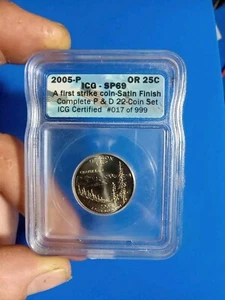 2005-P OR 25C
ICG - SP69
A first strike coin-Satin Finish
Complete P & D 22-Coin Set
ICG Certified #017 of 999